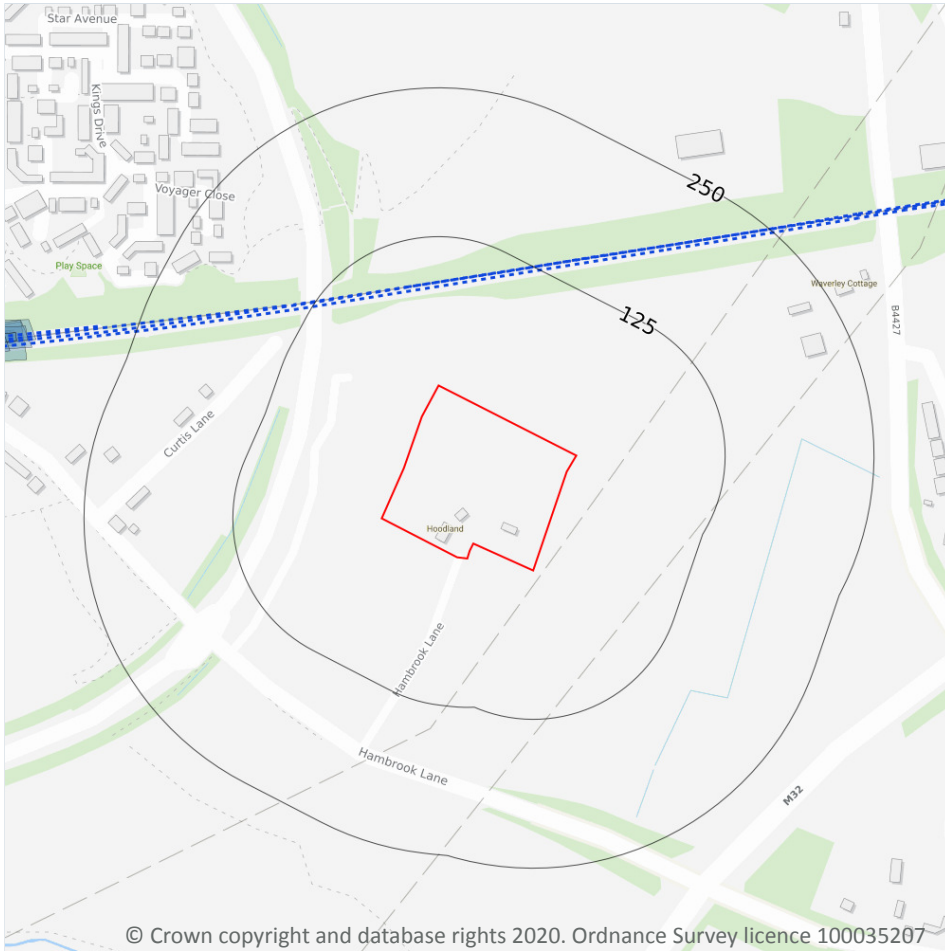 Star Avenue
Kings Drive
Voyager Close
250
Play Space
Waverley Cottage
125
B4427
Curtis Lane
Hoodland
Hambrook Lane
Hambrook Lane
M32
© Crown copyright and database rights 2020. Ordnance Survey licence 100035207